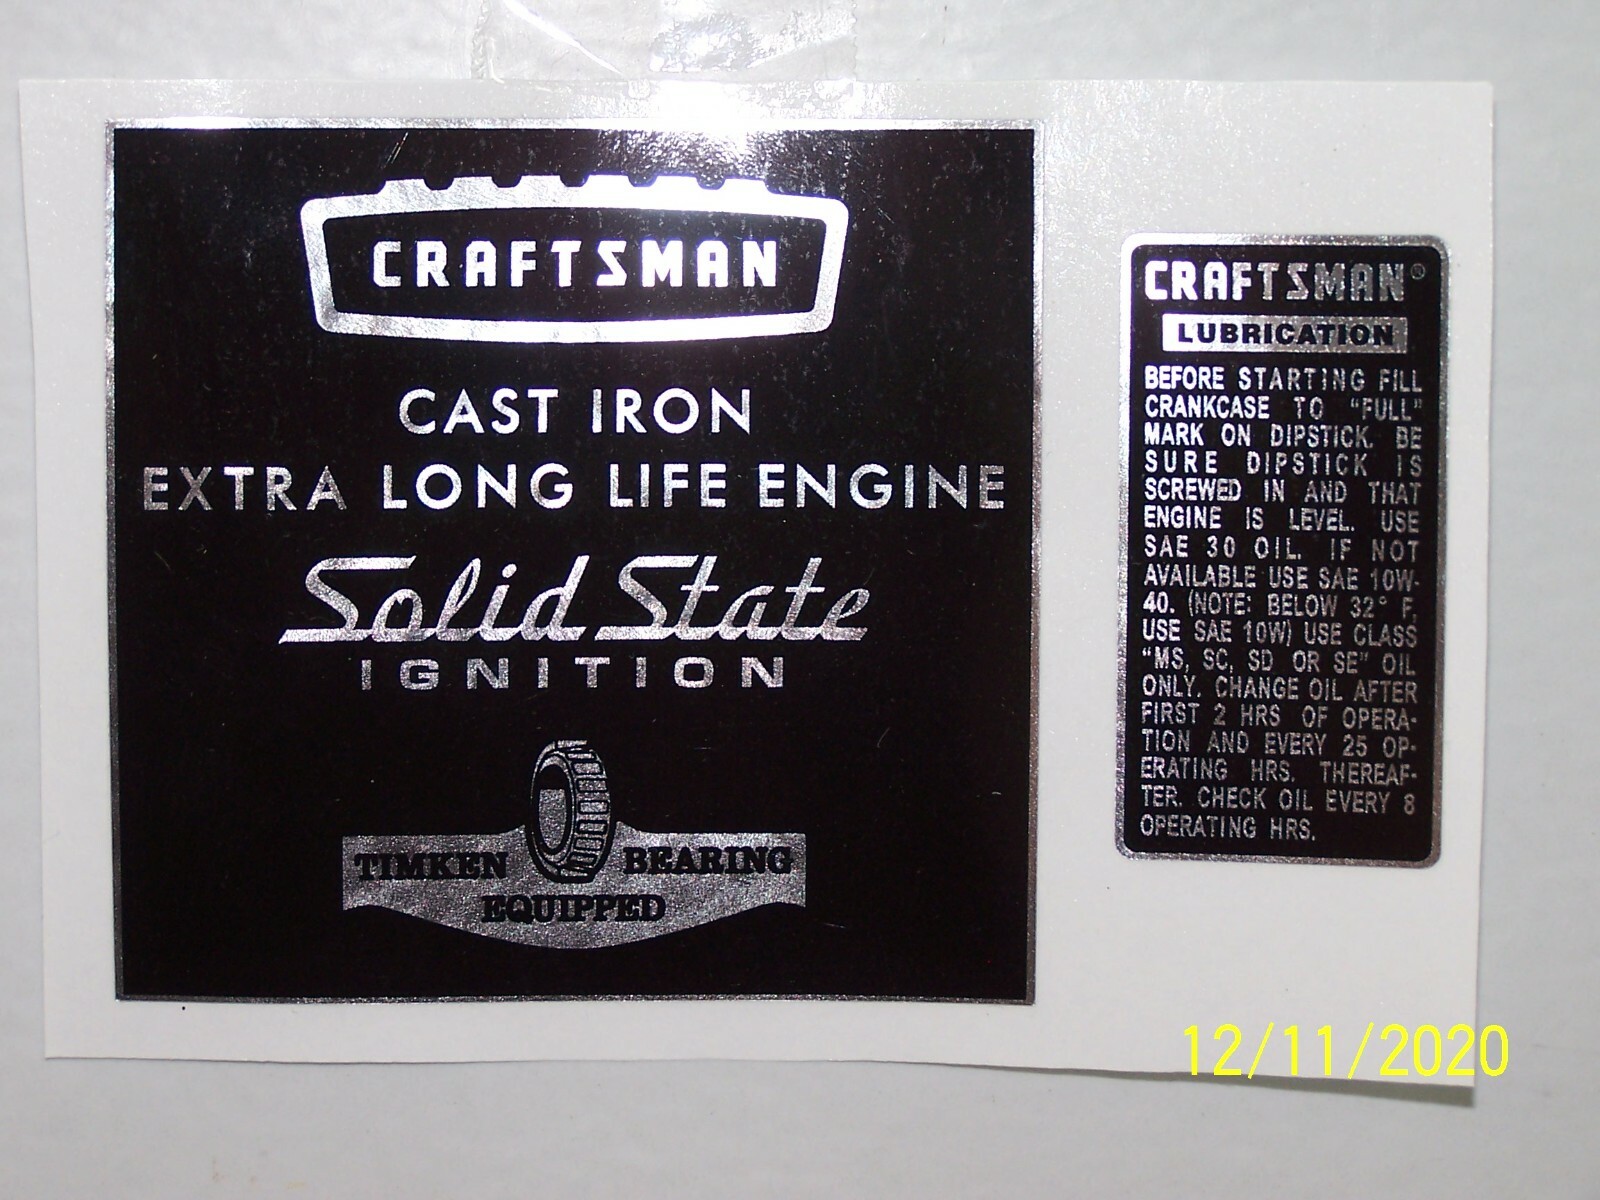 CRAFTSMAN
CAST IRON
EXTRA LONG LIFE ENGINE
Solid State
IGNITION
TIMKEN BEARING
EQUIPPED
CRAFTSMAN®
LUBRICATION
BEFORE STARTING FILL
CRANKCASE TO "FULL"
MARK ON DIPSTICK. BE
SURE DIPSTICK IS
SCREWED IN AND THAT
ENGINE IS LEVEL. USE
SAE 30 OIL. IF NOT
AVAILABLE USE SAE 10W-
40. (NOTE: BELOW 32° F,
USE SAE 10W) USE CLASS
"MS, SC, SD OR SE" OIL
ONLY. CHANGE OIL AFTER
FIRST 2 HRS OF OPERA-
TION AND EVERY 25 OP-
ERATING HRS. THEREAF-
TER. CHECK OIL EVERY 8
OPERATING HRS.
12/11/2020